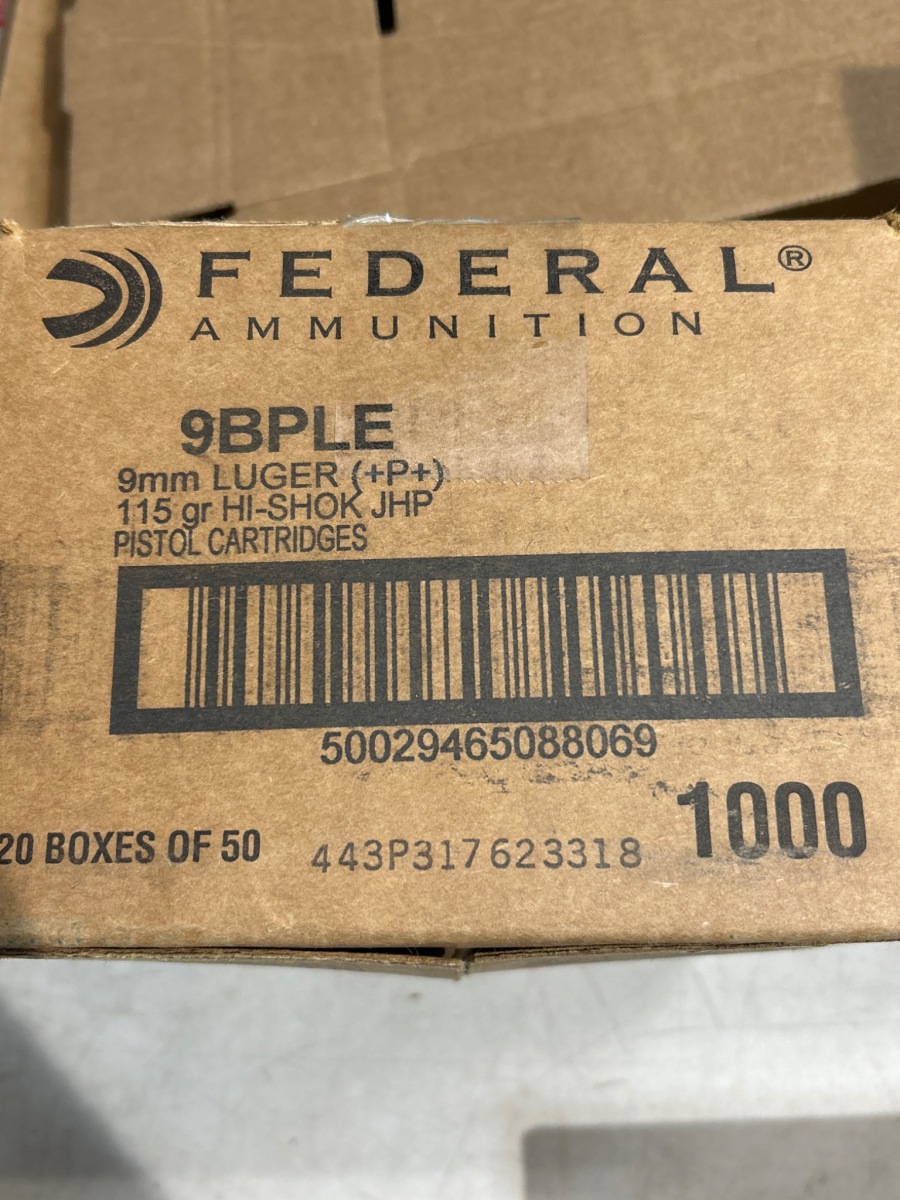 FEDERAL®
AMMUNITION
9BPLE
9mm LUGER (+P+)
115 gr HI-SHOK JHP
PISTOL CARTRIDGES
50029465088069
20 BOXES OF 50
443P317623318
1000